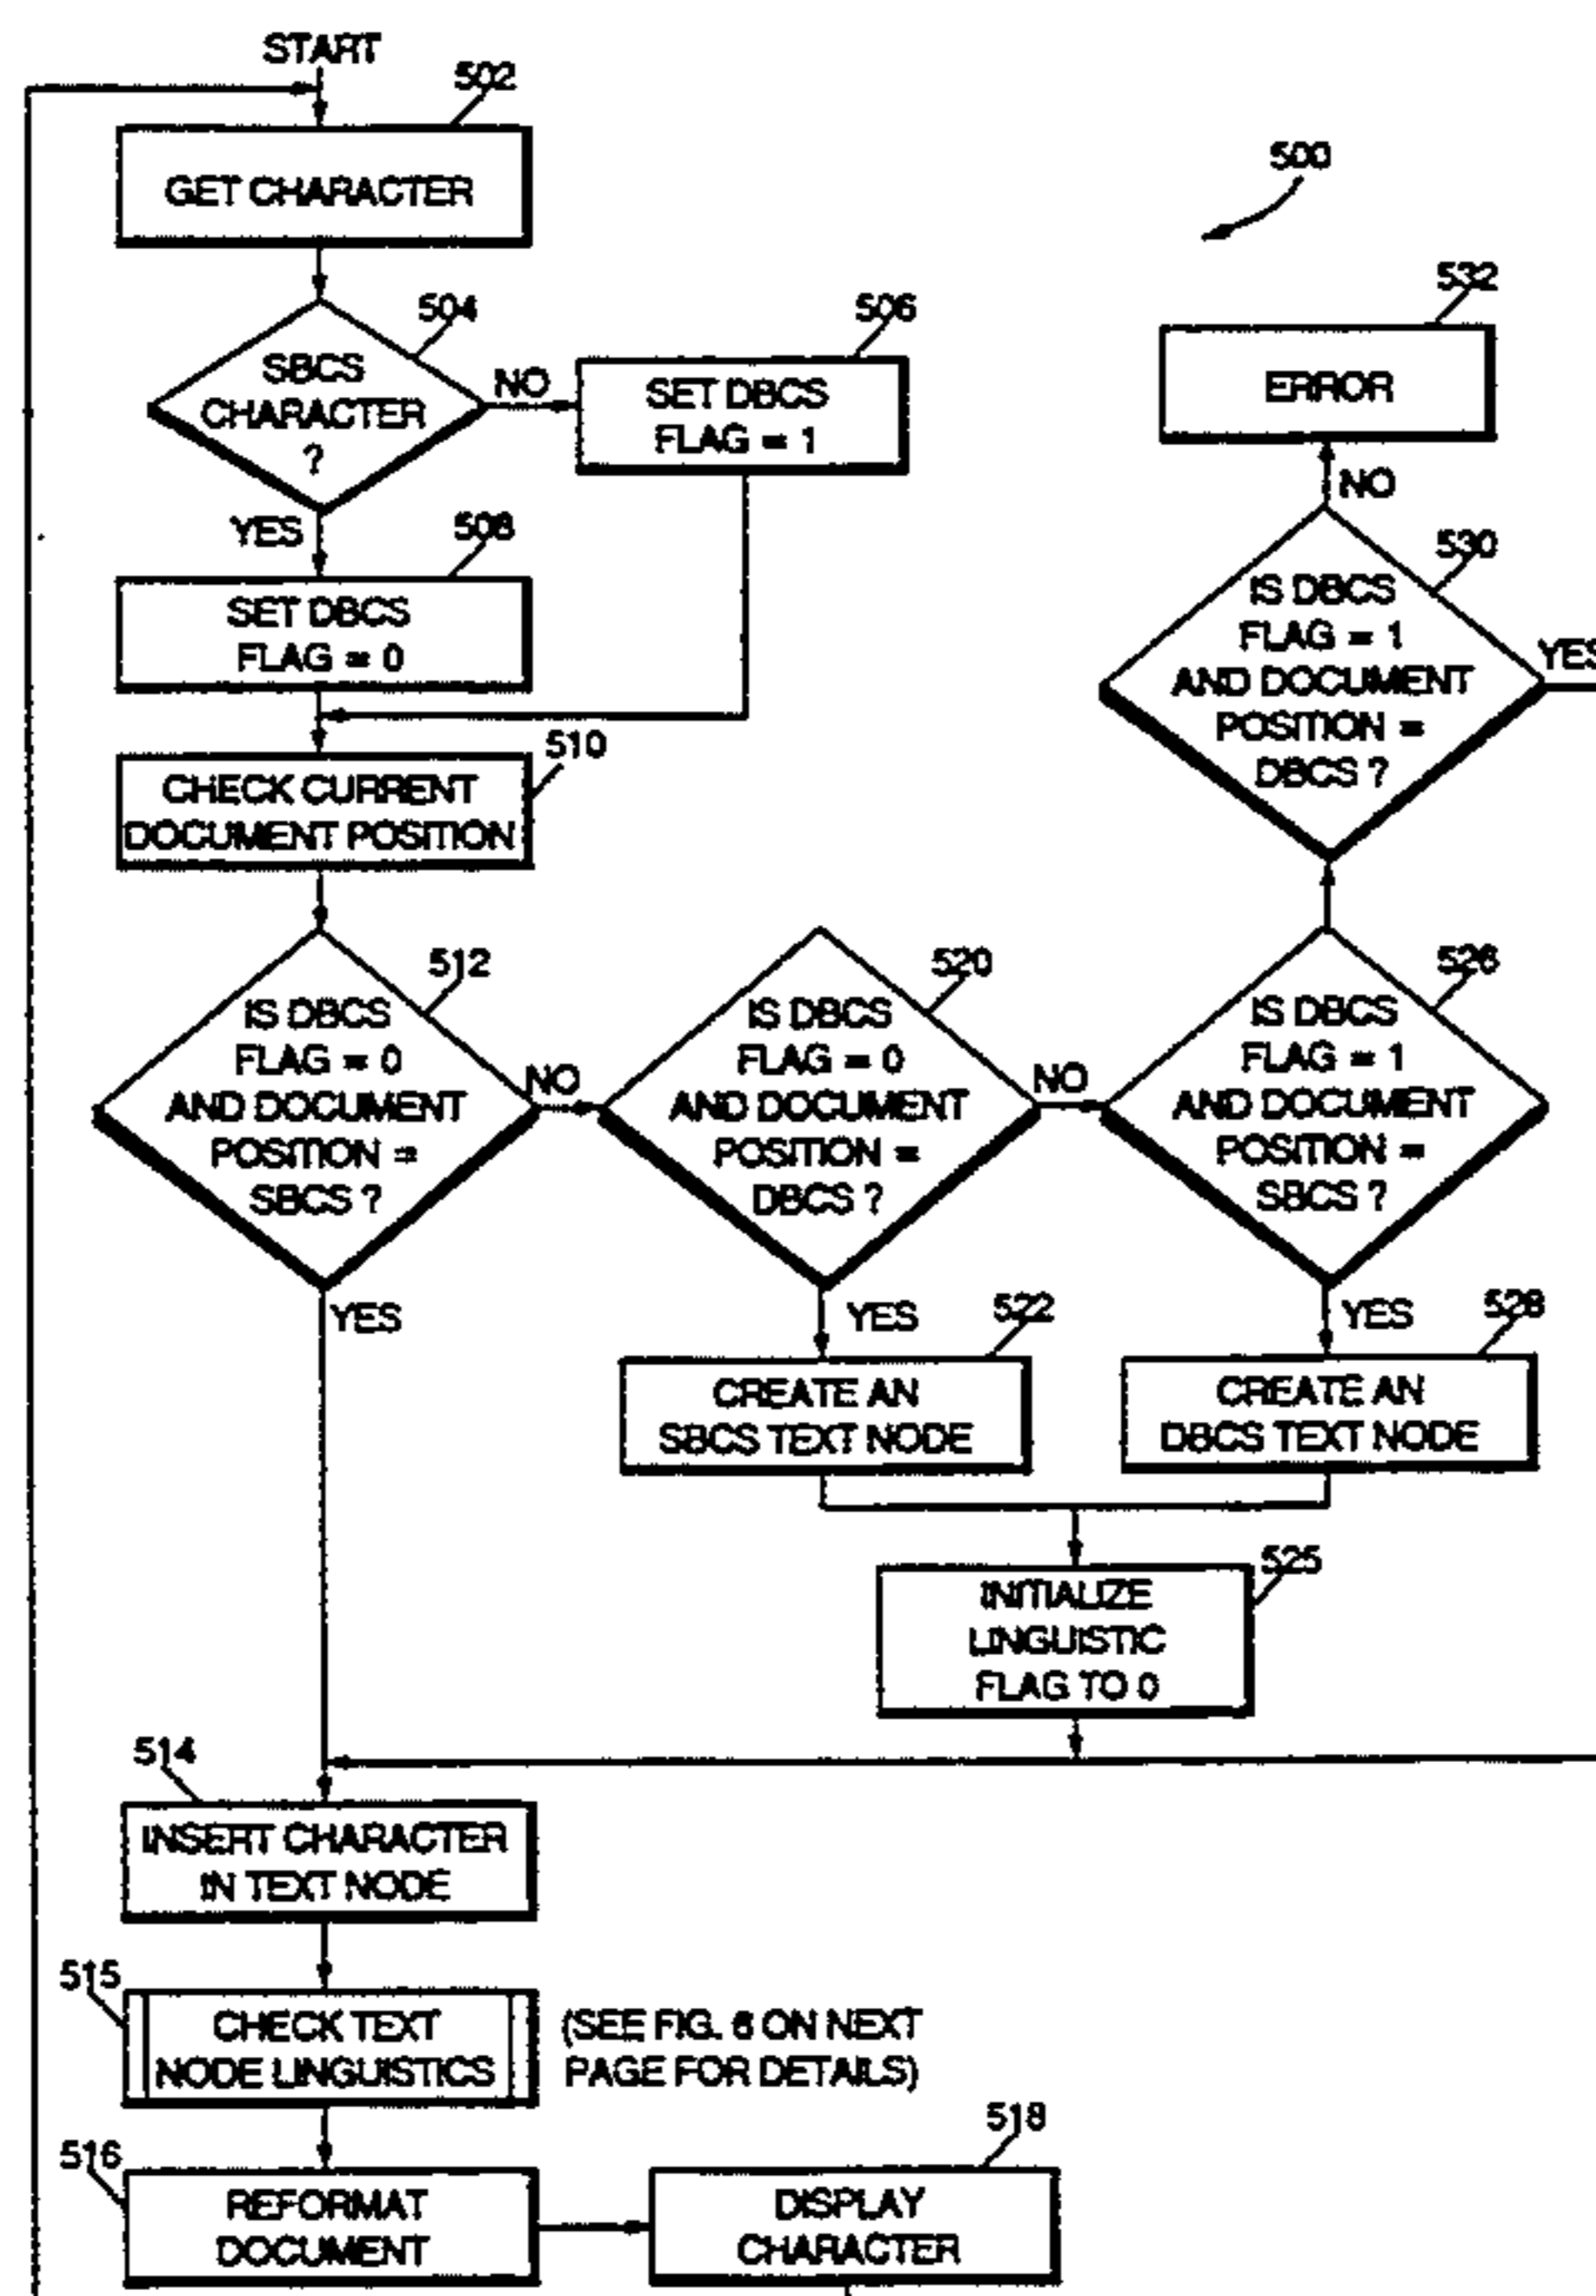 START
502
GET CHARACTER
500
504
SBCS
CHARACTER
?
NO
506
SET DBCS
FLAG = 1
532
ERROR
NO
YES
508
SET DBCS
FLAG = 0
530
IS DBCS
FLAG = 1
AND DOCUMENT
POSITION =
DBCS ?
YES
510
CHECK CURRENT
DOCUMENT POSITION
512
IS DBCS
FLAG = 0
AND DOCUMENT
POSITION =
SBCS ?
NO
520
IS DBCS
FLAG = 0
AND DOCUMENT
POSITION =
DBCS ?
NO
526
IS DBCS
FLAG = 1
AND DOCUMENT
POSITION =
SBCS ?
YES
YES
522
CREATE AN
SBCS TEXT NODE
YES
528
CREATE AN
DBCS TEXT NODE
525
INITIALIZE
LINGUISTIC
FLAG TO 0
514
INSERT CHARACTER
IN TEXT NODE
515
CHECK TEXT
NODE LINGUISTICS
(SEE FIG. 6 ON NEXT
PAGE FOR DETAILS)
516
REFORMAT
DOCUMENT
518
DISPLAY
CHARACTER